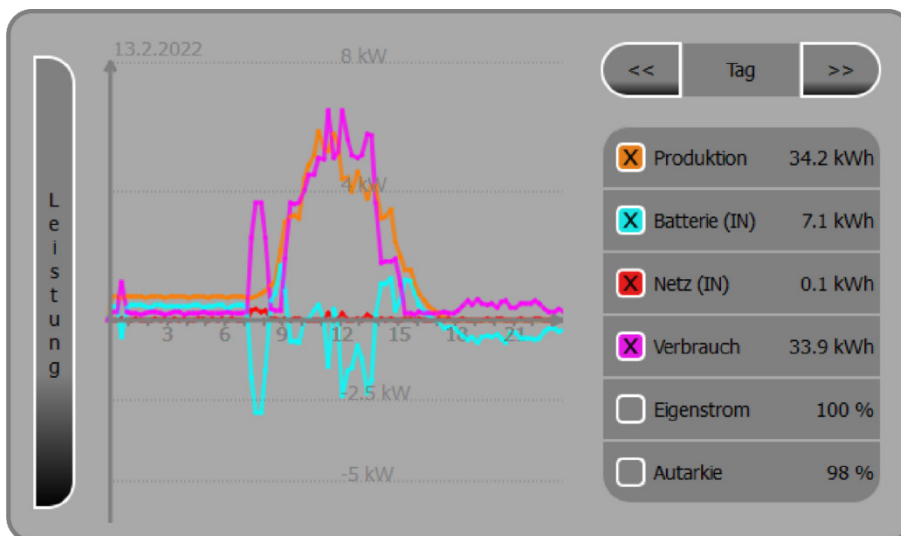 13.2.2022
8 kW
4 kW
3 6 9 12 15 18 21
-2.5 kW
-5 kW
Leistung
<< Tag >>
X Produktion 34.2 kWh
X Batterie (IN) 7.1 kWh
X Netz (IN) 0.1 kWh
X Verbrauch 33.9 kWh
Eigenstrom 100 %
Autarkie 98 %